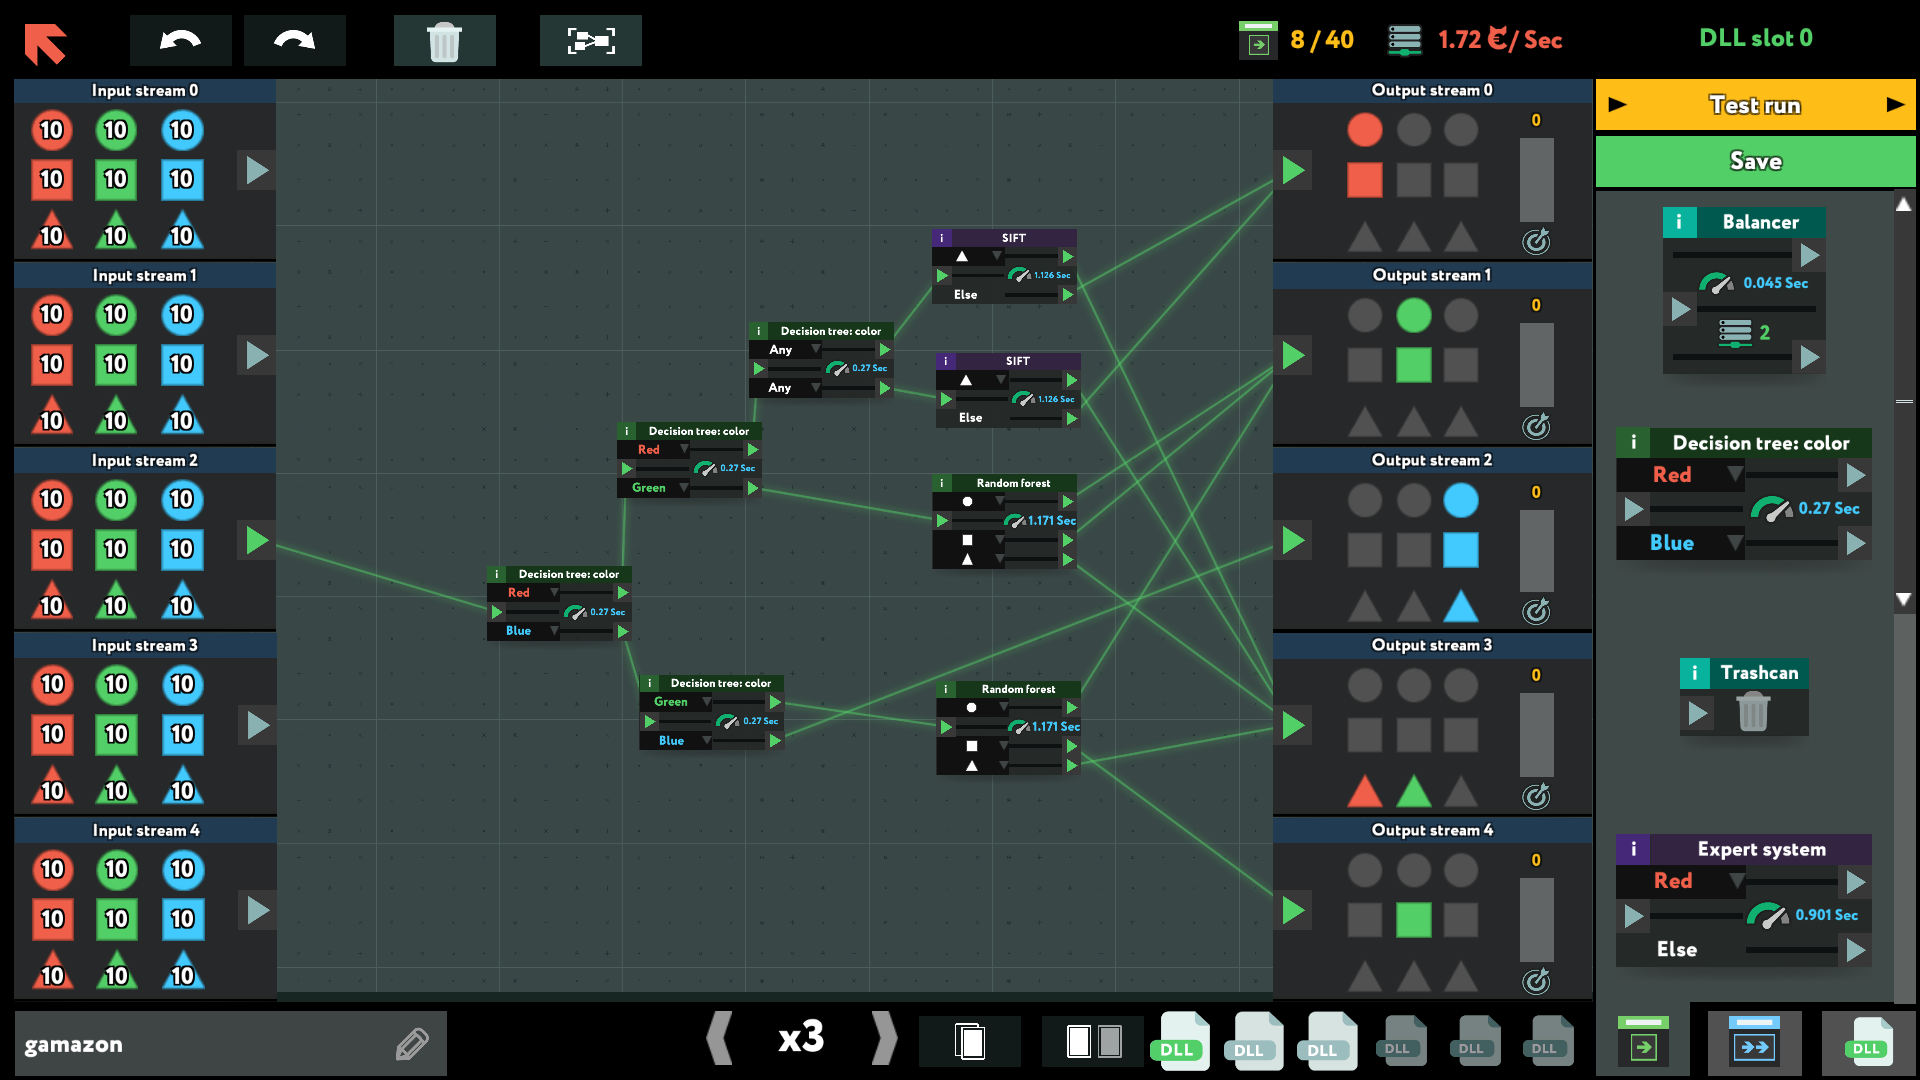 8/40
1.72 €/Sec
DLL slot 0
Input stream 0
10 10 10
10 10 10
10 10 10
Input stream 1
10 10 10
10 10 10
10 10 10
Input stream 2
10 10 10
10 10 10
10 10 10
Input stream 3
10 10 10
10 10 10
10 10 10
Input stream 4
10 10 10
10 10 10
10 10 10
i Decision tree: color
Red
0.27 Sec
Blue
i Decision tree: color
Red
0.27 Sec
Green
i Decision tree: color
Green
0.27 Sec
Blue
i Decision tree: color
Any
0.27 Sec
Any
i SIFT
1.126 Sec
Else
i SIFT
1.126 Sec
Else
i Random forest
1.171 Sec
i Random forest
1.171 Sec
Output stream 0
0
Output stream 1
0
Output stream 2
0
Output stream 3
0
Output stream 4
0
Test run
Save
i Balancer
0.045 Sec
2
i Decision tree: color
Red
0.27 Sec
Blue
i Trashcan
i Expert system
Red
0.901 Sec
Else
gamazon
x3
DLL DLL DLL DLL DLL DLL
DLL